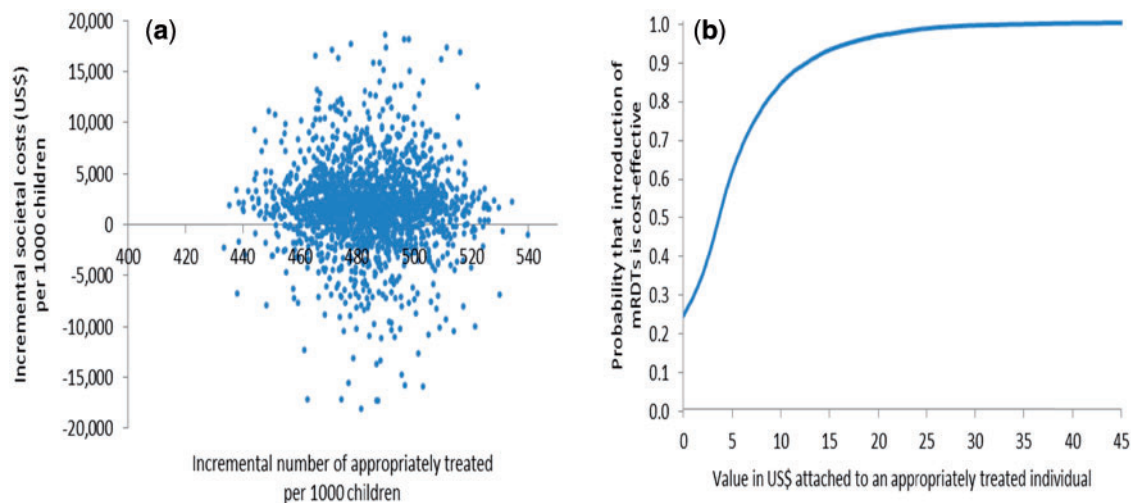 (a)
Incremental societal costs (US$)
per 1000 children
20,000
15,000
10,000
5,000
0
-5,000
-10,000
-15,000
-20,000
400 420 440 460 480 500 520 540
Incremental number of appropriately treated
per 1000 children
(b)
Probability that introduction of
mRDTs is cost-effective
1.0
0.9
0.8
0.7
0.6
0.5
0.4
0.3
0.2
0.1
0.0
0 5 10 15 20 25 30 35 40 45
Value in US$ attached to an appropriately treated individual